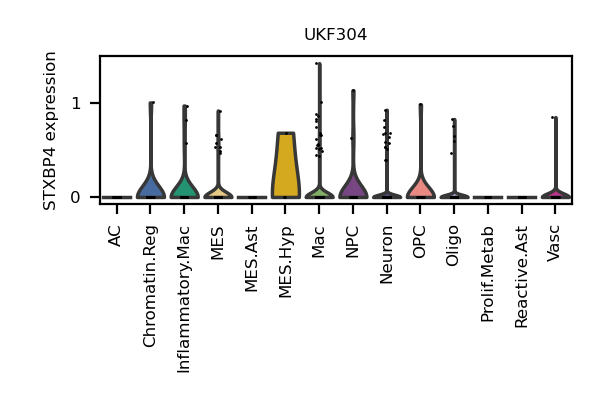 UKF304
STXBP4 expression
1
0
AC
Chromatin.Reg
Inflammatory.Mac
MES
MES.Ast
MES.Hyp
Mac
NPC
Neuron
OPC
Oligo
Prolif.Metab
Reactive.Ast
Vasc